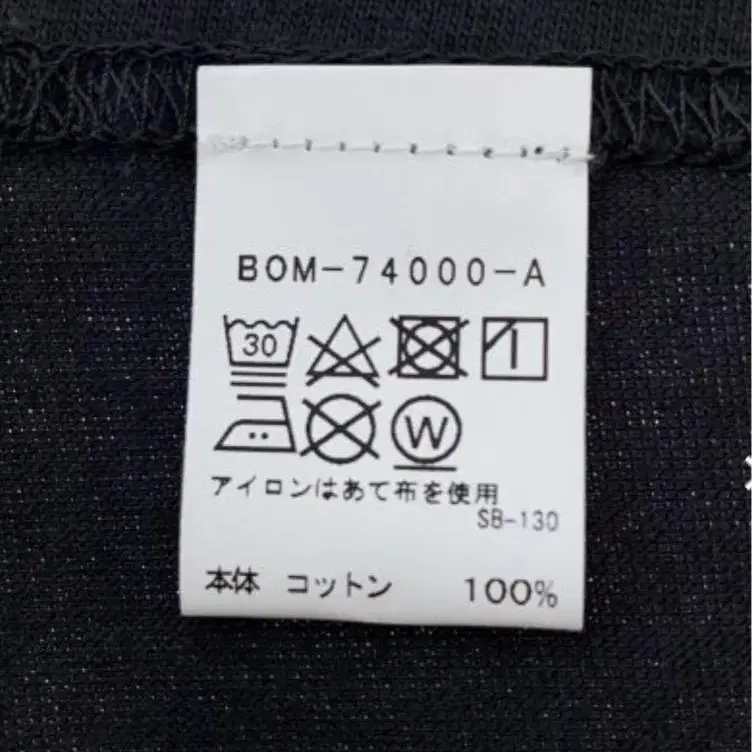 BOM-74000-A
30
W
アイロンはあて布を使用
SB-130
本体 コットン 100%